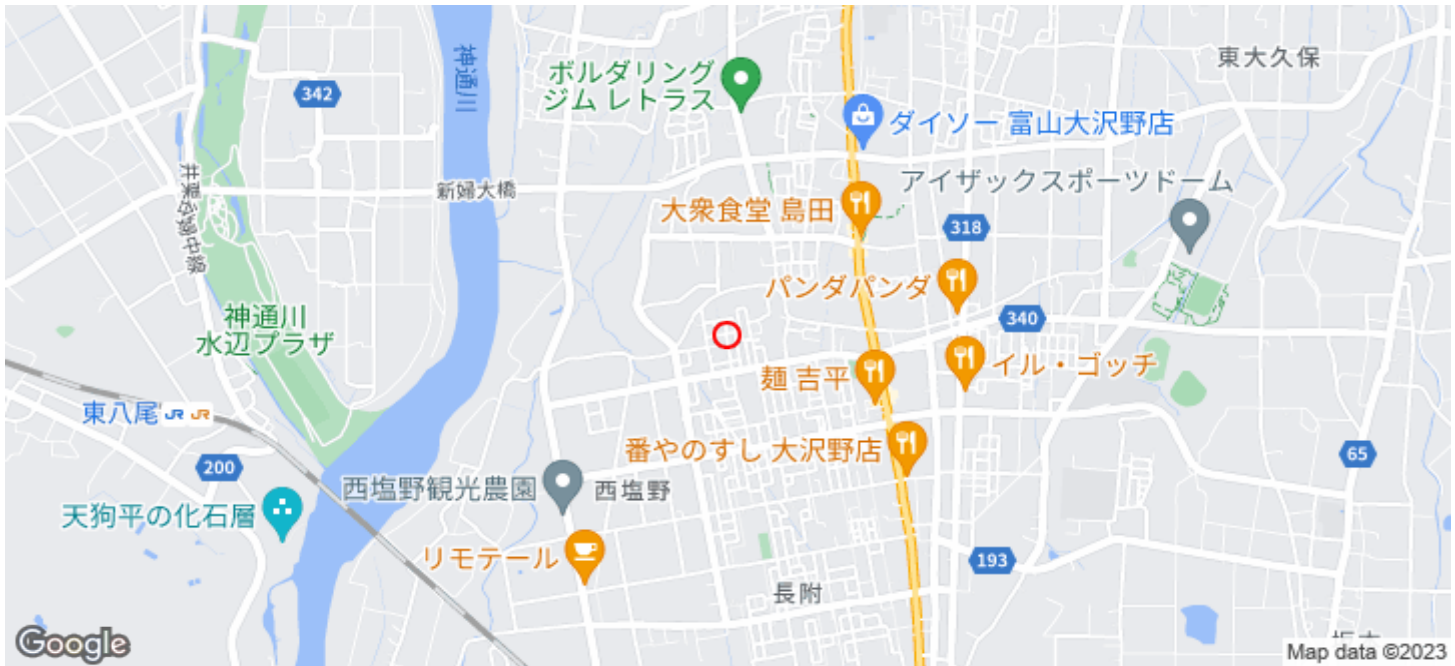 東大久保
ボルダリング
ジム レトラス
神通川
342
ダイソー 富山大沢野店
新婦大橋
アイザックスポーツドーム
大衆食堂 島田
318
パンダパンダ
神通川
水辺プラザ
340
イル・ゴッチ
麺 吉平
東八尾 JR JR
番やのすし 大沢野店
65
200
西塩野観光農園
西塩野
天狗平の化石層
リモテール
193
長附
Google
Map data ©2023